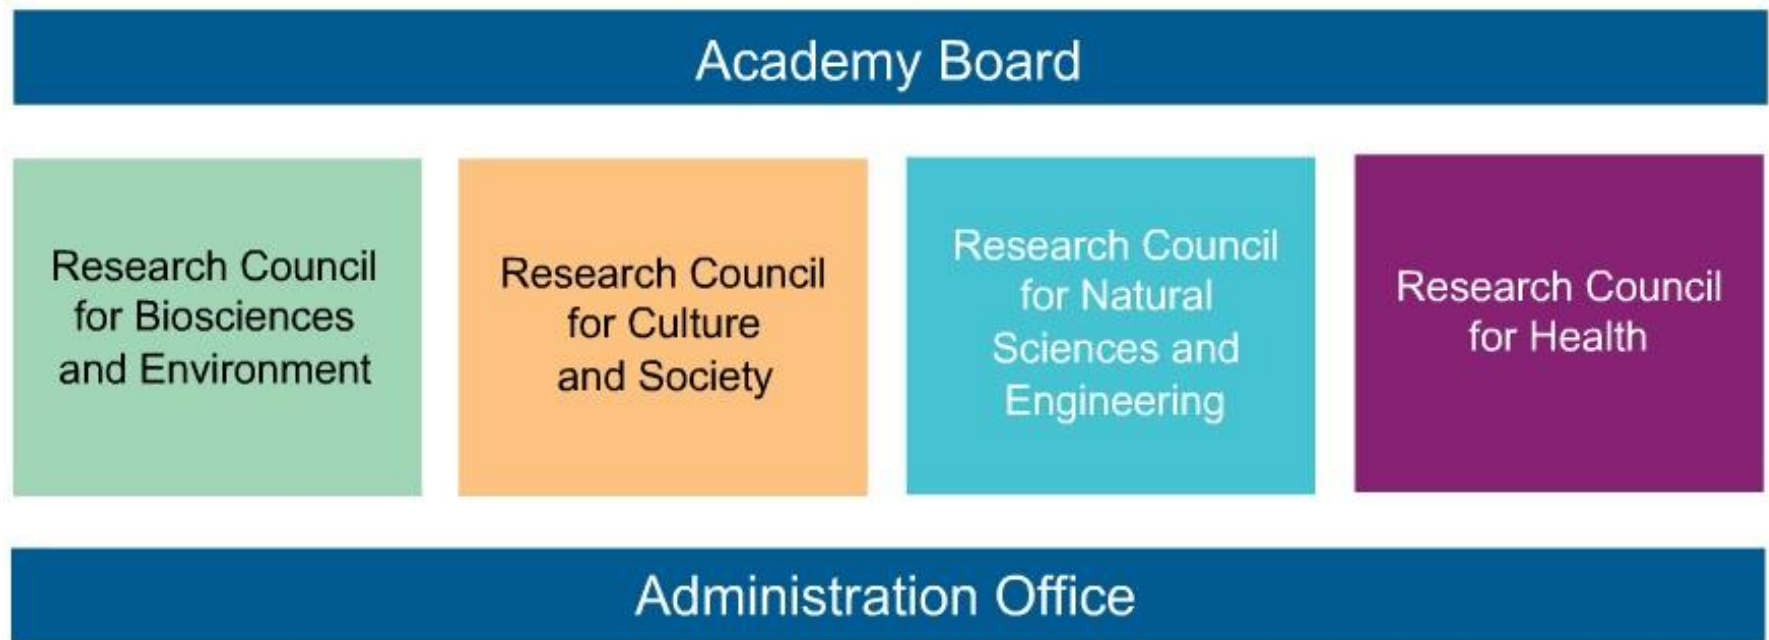 Academy Board
Research Council
for Biosciences
and Environment
Research Council
for Culture
and Society
Research Council
for Natural
Sciences and
Engineering
Research Council
for Health
Administration Office